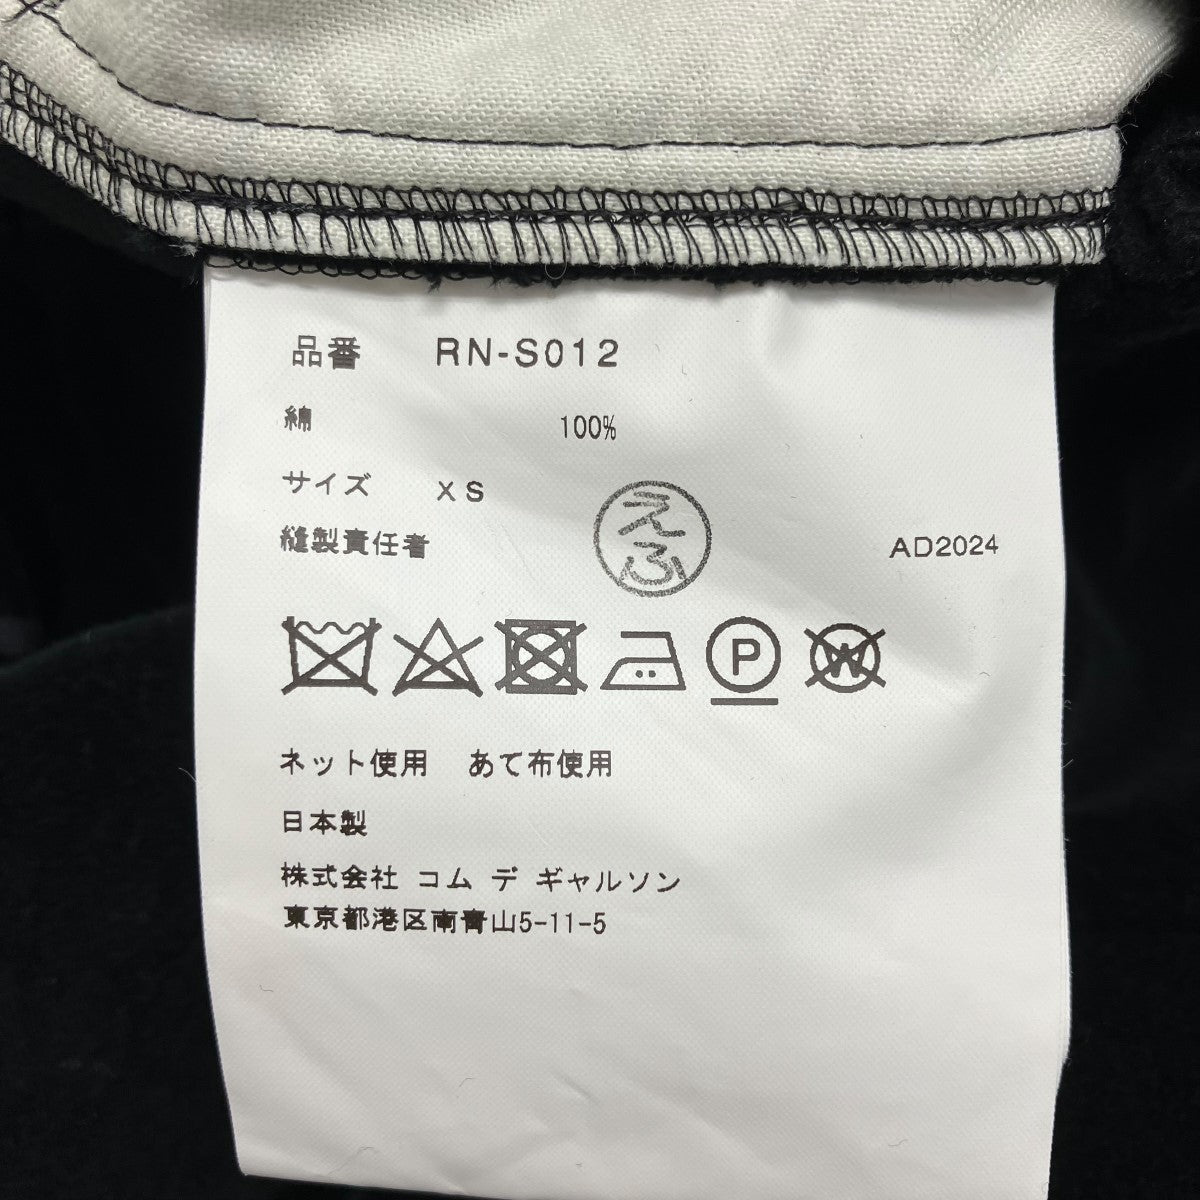 品番 RN-S012
綿 100%
サイズ XS
縫製責任者 えふ AD2024
P W
ネット使用 あて布使用
日本製
株式会社 コム デ ギャルソン
東京都港区南青山5-11-5